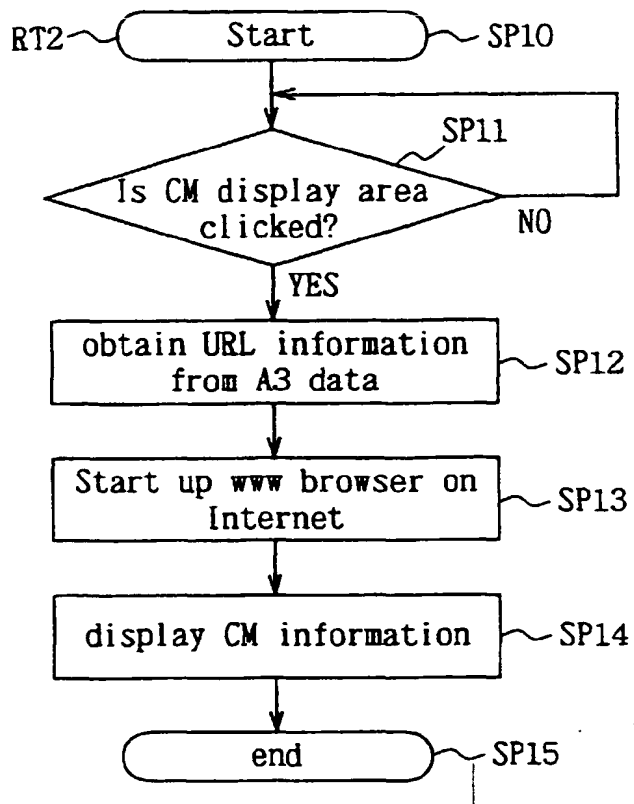 RT2
Start
SP10
SP11
Is CM display area
clicked?
NO
YES
obtain URL information
from A3 data
SP12
Start up www browser on
Internet
SP13
display CM information
SP14
end
SP15